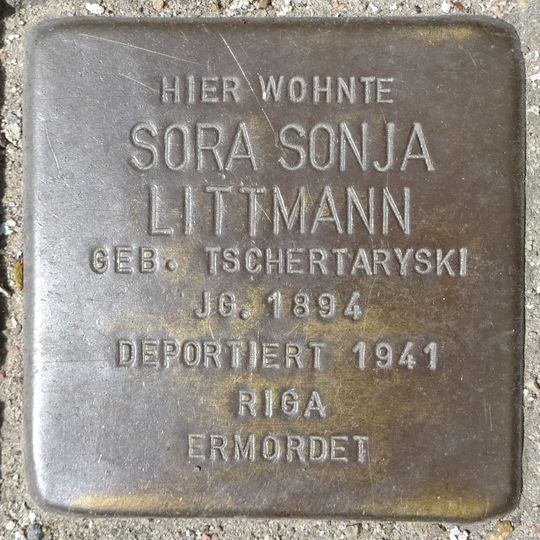 HIER WOHNTE
SORA SONJA
LITTMANN
GEB. TSCHERTARYSKI
JG. 1894
DEPORTIERT 1941
RIGA
ERMORDET